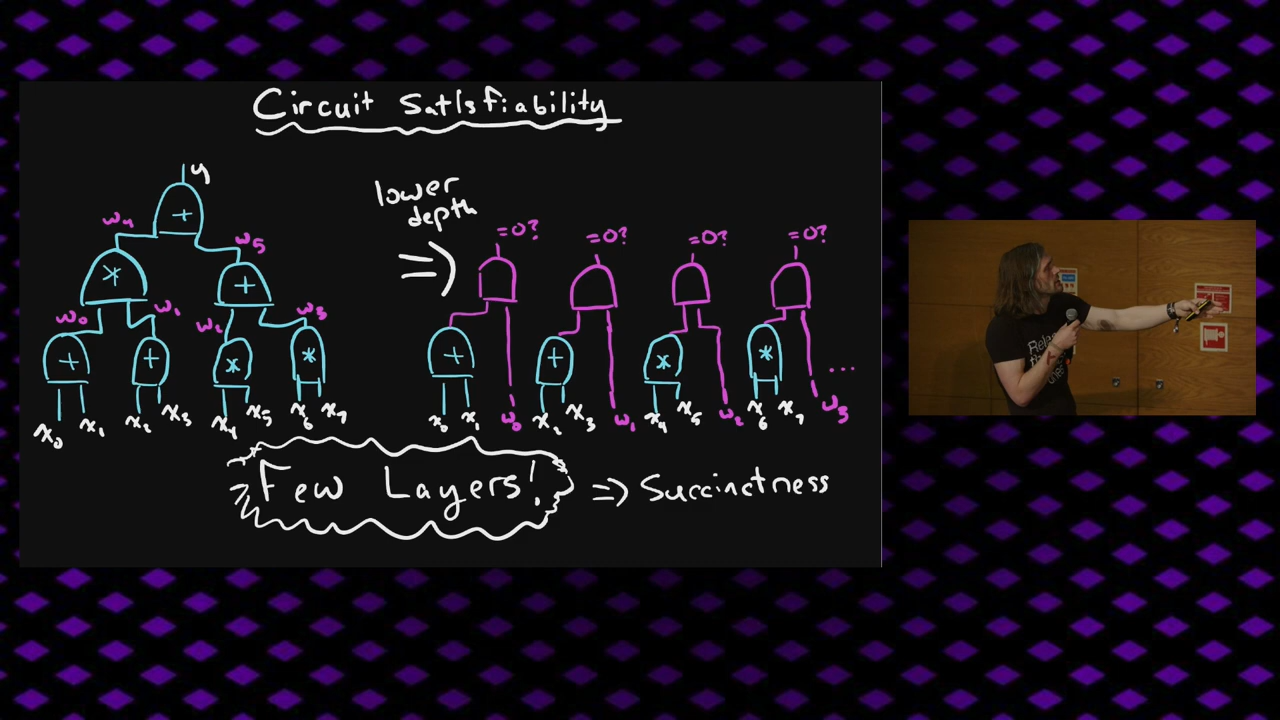 Circuit Satisfiability
y
+
w₄
w₅
*
+
w₀
w₁
w₂
w₃
+
+
*
*
x₀ x₁ x₂ x₃ x₄ x₅ x₆ x₇
lower
depth
=>
=0? =0? =0? =0?
+
+
*
*
...
x₀ x₁ w₀ x₂ x₃ w₁ x₄ x₅ w₂ x₆ x₇ w₃
Few Layers! => Succinctness